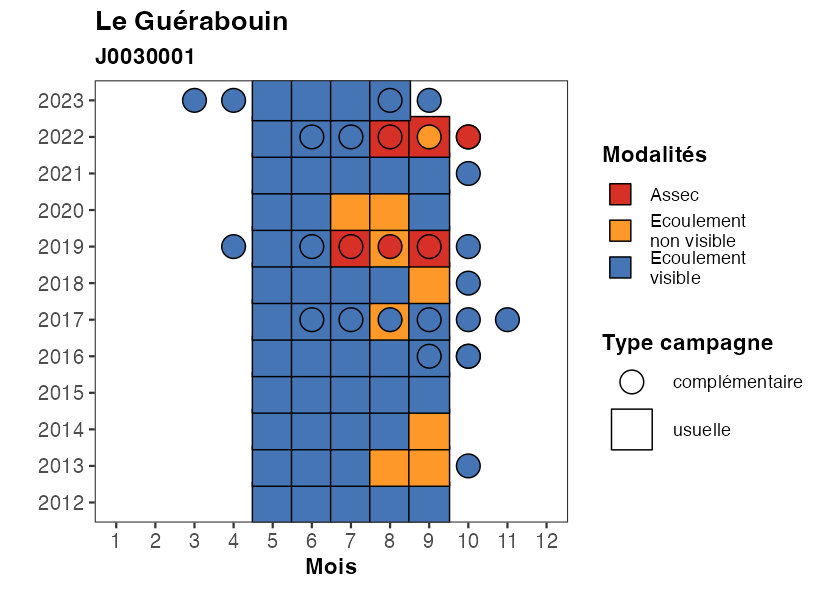 Le Guérabouin
J0030001
2023
2022
2021
2020
2019
2018
2017
2016
2015
2014
2013
2012
1 2 3 4 5 6 7 8 9 10 11 12
Mois
Modalités
Assec
Ecoulement
non visible
Ecoulement
visible
Type campagne
complémentaire
usuelle